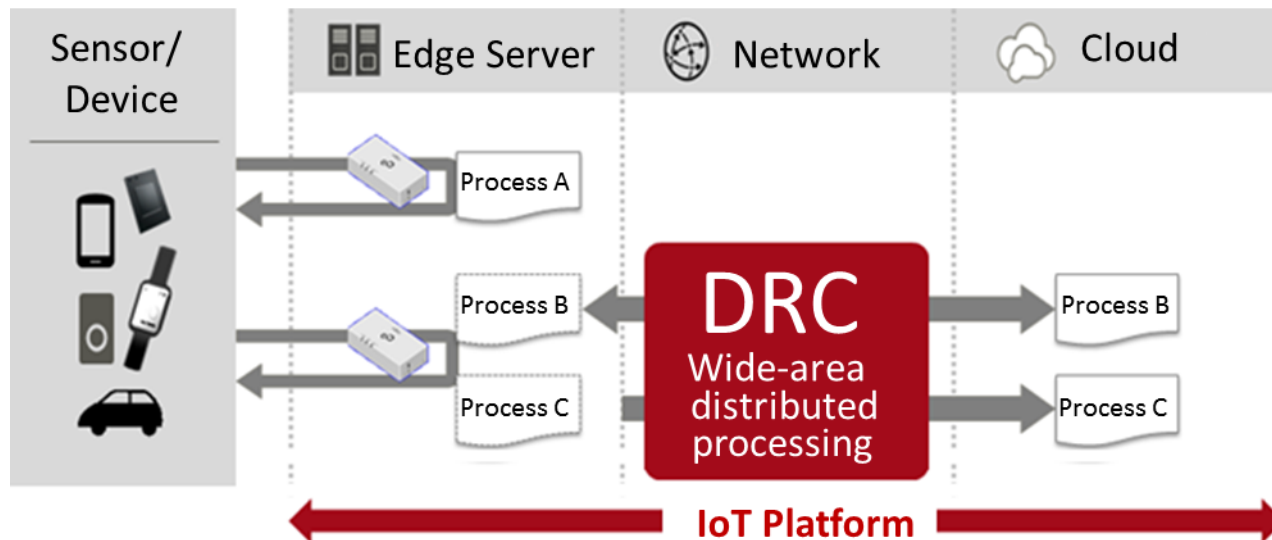 Sensor/
Device
Edge Server
Network
Cloud
Process A
Process B
Process C
DRC
Wide-area
distributed
processing
Process B
Process C
IoT Platform